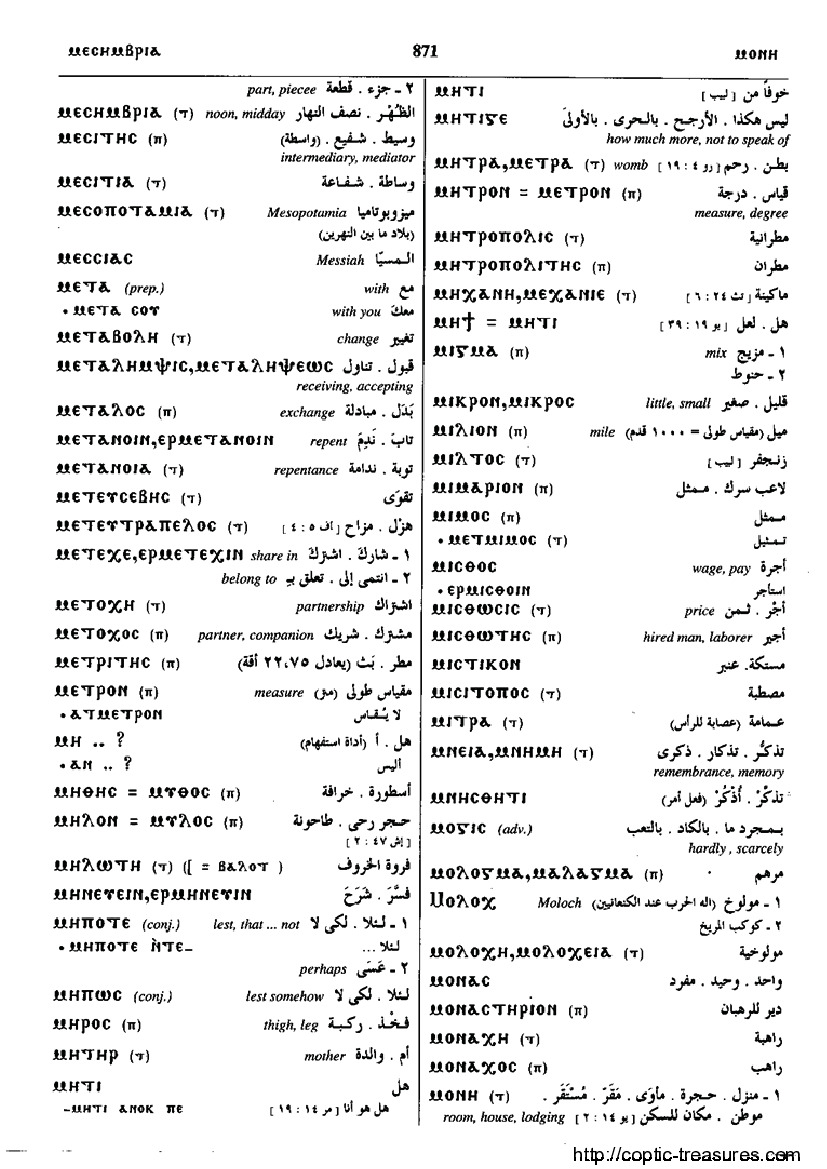 ⲙⲉⲥⲏⲙⲃⲣⲓⲁ 871 ⲙⲟⲛⲏ
part, piecee ٢ ـ جزء . قطعة
ⲙⲉⲥⲏⲙⲃⲣⲓⲁ (ⲧ) noon, midday الظُهْر . نصف النهار
ⲙⲉⲥⲓⲧⲏⲥ (ⲡ) وسيط . شفيع . (واسطة)
intermediary, mediator
ⲙⲉⲥⲓⲧⲓⲁ (ⲧ) وساطة . شفاعة
ⲙⲉⲥⲟⲡⲟⲧⲁⲙⲓⲁ (ⲧ) Mesopotamia ميزوبوتاميا
(بلاد ما بين النهرين)
ⲙⲉⲥⲥⲓⲁⲥ Messiah المسيّا
ⲙⲉⲧⲁ (prep.) with مع
• ⲙⲉⲧⲁ ⲥⲟⲩ with you معك
ⲙⲉⲧⲁⲃⲟⲗⲏ (ⲧ) change تغيير
ⲙⲉⲧⲁⲗⲏⲙⲯⲓⲥ,ⲙⲉⲧⲁⲗⲏⲯⲉⲱⲥ قبول . تناول
receiving, accepting
ⲙⲉⲧⲁⲗⲟⲥ (ⲡ) exchange بَدَل . مبادلة
ⲙⲉⲧⲁⲛⲟⲓⲛ,ⲉⲣⲙⲉⲧⲁⲛⲟⲓⲛ repent تابَ . نَدِمَ
ⲙⲉⲧⲁⲛⲟⲓⲁ (ⲧ) repentance توبة . ندامة
ⲙⲉⲧⲉⲩⲥⲉⲃⲏⲥ (ⲧ) تقوَى
ⲙⲉⲧⲉⲩⲧⲣⲁⲡⲉⲗⲟⲥ (ⲧ) هزل . مزاح [اف ٥ : ٤]
ⲙⲉⲧⲉⲭⲉ,ⲉⲣⲙⲉⲧⲉⲭⲓⲛ share in ١ ـ شارك . اشترك
belong to ٢ ـ انتمى إلى . تعلق بـ
ⲙⲉⲧⲟⲭⲏ (ⲧ) partnership اشتراك
ⲙⲉⲧⲟⲭⲟⲥ (ⲡ) partner, companion مشترك . شريك
ⲙⲉⲧⲣⲓⲧⲏⲥ (ⲡ) مطر . بَث (يعادل ٢٢,٧٥ أقة)
ⲙⲉⲧⲣⲟⲛ (ⲡ) measure مقياس طولى (متر)
• ⲁⲧⲙⲉⲧⲣⲟⲛ لا يُقاس
ⲙⲏ .. ? هل . أ (أداة استفهام)
• ⲁⲛ .. ? أليس
ⲙⲏⲑⲏⲥ = ⲙⲩⲑⲟⲥ (ⲡ) أسطورة . خرافة
ⲙⲏⲗⲟⲛ = ⲙⲩⲗⲟⲥ (ⲡ) حجر رحى . طاحونة
[إش ٤٧ : ٢]
ⲙⲏⲗⲱⲧⲏ (ⲧ) ([ = ⲃⲁⲗⲟⲧ ) فروة الخروف
ⲙⲏⲛⲉⲩⲉⲓⲛ,ⲉⲣⲙⲏⲛⲉⲩⲓⲛ فسَّرَ . شَرَحَ
ⲙⲏⲡⲟⲧⲉ (conj.) lest, that ... not ١ ـ لئلا . لكى لا
• ⲙⲏⲡⲟⲧⲉ ⲛ̀ⲧⲉ- لئلا ...
perhaps ٢ ـ عَسَى
ⲙⲏⲡⲱⲥ (conj.) lest somehow لئلا . لكى لا
ⲙⲏⲣⲟⲥ (ⲡ) thigh, leg فخْذ . ركبة
ⲙⲏⲧⲏⲣ (ⲧ) mother أم . والدة
ⲙⲏⲧⲓ هل
-ⲙⲏⲧⲓ ⲁⲛⲟⲕ ⲡⲉ هل هو أنا [مر ١٤ : ١٩]
ⲙⲏⲧⲓ خوفاً من [ليب]
ⲙⲏⲧⲓⲅⲉ ليس هكذا . الأرجح . بالحرى . بالأولَى
how much more, not to speak of
ⲙⲏⲧⲣⲁ,ⲙⲉⲧⲣⲁ (ⲧ) womb بطن . رحم [رو ٤ : ١٩]
ⲙⲏⲧⲣⲟⲛ = ⲙⲉⲧⲣⲟⲛ (ⲡ) قياس . درجة
measure, degree
ⲙⲏⲧⲣⲟⲡⲟⲗⲓⲥ (ⲧ) مطرانية
ⲙⲏⲧⲣⲟⲡⲟⲗⲓⲧⲏⲥ (ⲡ) مطران
ⲙⲏⲭⲁⲛⲏ,ⲙⲉⲭⲁⲛⲓⲉ (ⲧ) ماكينة [تث ٢٤ : ٦]
ⲙⲏϯ = ⲙⲏⲧⲓ هل . لعل [يو ١٩ : ٣٩]
ⲙⲓⲅⲙⲁ (ⲡ) mix ١ ـ مزيج
٢ ـ حنوط
ⲙⲓⲕⲣⲟⲛ,ⲙⲓⲕⲣⲟⲥ little, small قليل . صغير
ⲙⲓⲗⲓⲟⲛ (ⲡ) mile ميل (مقياس طولى = ١٠٠٠ قدم)
ⲙⲓⲗⲧⲟⲥ (ⲧ) زنجفر [ليب]
ⲙⲓⲙⲁⲣⲓⲟⲛ (ⲡ) لاعب سرك . ممثل
ⲙⲓⲙⲟⲥ (ⲡ) ممثل
• ⲙⲉⲧⲙⲓⲙⲟⲥ (ⲧ) تمثيل
ⲙⲓⲥⲑⲟⲥ wage, pay أجرة
• ⲉⲣⲙⲓⲥⲑⲟⲓⲛ استأجر
ⲙⲓⲥⲑⲱⲥⲓⲥ (ⲧ) price أجْر . ثمن
ⲙⲓⲥⲑⲱⲧⲏⲥ (ⲡ) hired man, laborer أجير
ⲙⲓⲥⲧⲓⲕⲟⲛ مستكة . عنبر
ⲙⲓⲥⲓⲧⲟⲡⲟⲥ (ⲧ) مصطبة
ⲙⲓⲧⲣⲁ (ⲧ) عمامة (عصابة للرأس)
ⲙⲛⲉⲓⲁ,ⲙⲛⲏⲙⲏ (ⲧ) تذكُّر . تذكار . ذكرى
remembrance, memory
ⲙⲛⲏⲥⲑⲏⲧⲓ تذكرْ . أُذْكُرْ (فعل أمر)
ⲙⲟⲅⲓⲥ (adv.) بمجرد ما . بالكاد . بالتعب
hardly , scarcely
ⲙⲟⲗⲟⲅⲙⲁ,ⲙⲁⲗⲁⲅⲙⲁ (ⲡ) مرهم
Ⲙⲟⲗⲟⲭ Moloch ١ ـ مولوخ (اله الحرب عند الكنعانيين)
٢ ـ كوكب المريخ
ⲙⲟⲗⲟⲭⲏ,ⲙⲟⲗⲟⲭⲉⲓⲁ (ⲧ) مولوخية
ⲙⲟⲛⲁⲥ واحد . وحيد . مفرد
ⲙⲟⲛⲁⲥⲧⲏⲣⲓⲟⲛ (ⲡ) دير للرهبان
ⲙⲟⲛⲁⲭⲏ (ⲧ) راهبة
ⲙⲟⲛⲁⲭⲟⲥ (ⲡ) راهب
ⲙⲟⲛⲏ (ⲧ) ١ ـ منزل . حجرة . مأوَى . مَقَرّ . مُسْتَقَر .
room, house, lodging موطن . مكان للسكن [يو ١٤ : ٢]
http://coptic-treasures.com